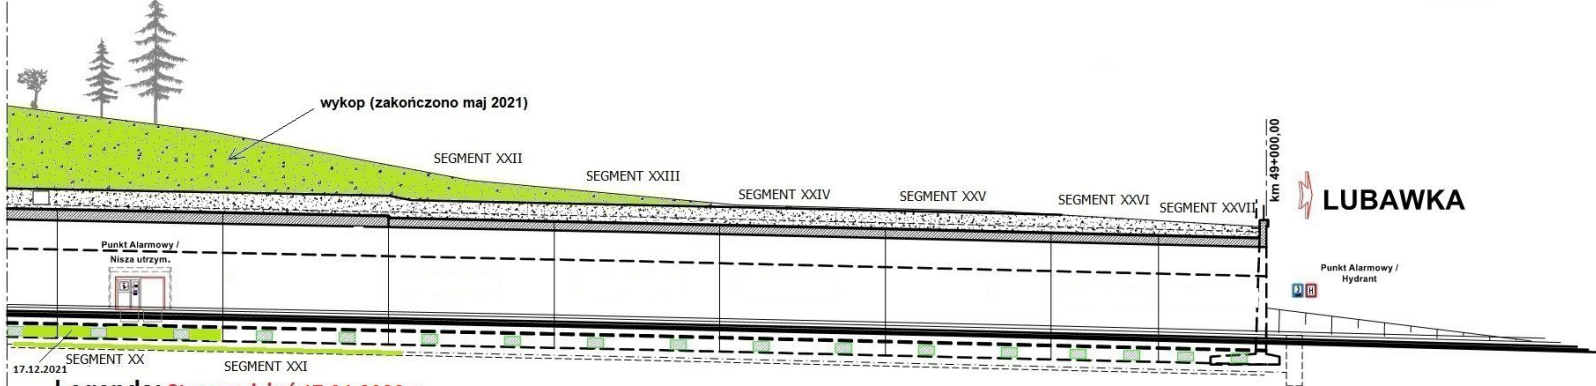 wykop (zakończono maj 2021)
SEGMENT XXII
SEGMENT XXIII
SEGMENT XXIV
SEGMENT XXV
SEGMENT XXVI
SEGMENT XXVII
km 49+000,00
LUBAWKA
Punkt Alarmowy /
Nisza utrzym.
Punkt Alarmowy /
Hydrant
H
SEGMENT XX
SEGMENT XXI
17.12.2021